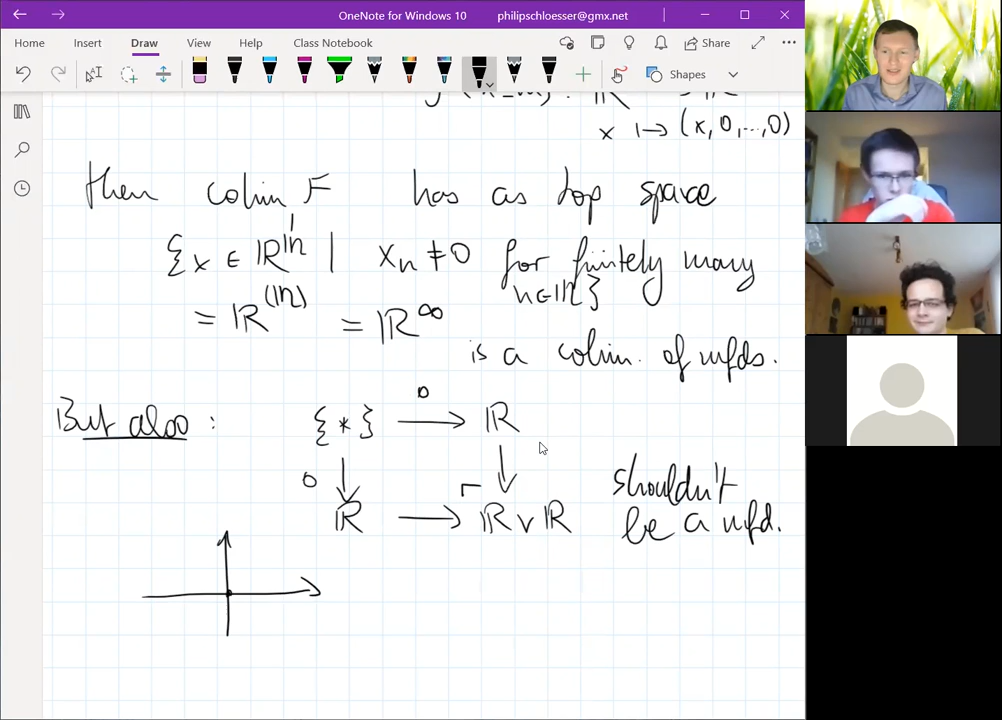 OneNote for Windows 10
philipschloesser@gmx.net
Home Insert Draw View Help Class Notebook Share
Shapes
x ↦ (x, 0, ..., 0)
then colim F has as top space
{x ∈ ℝ^ℕ | x_n ≠ 0 for finitely many n∈ℕ}
= ℝ^(ℕ) = ℝ^∞
is a colim. of mfds.
But also : {*} →^0 ℝ
0 ↓ ↓
ℝ → ℝ ∨ ℝ
shouldn't
be a mfd.